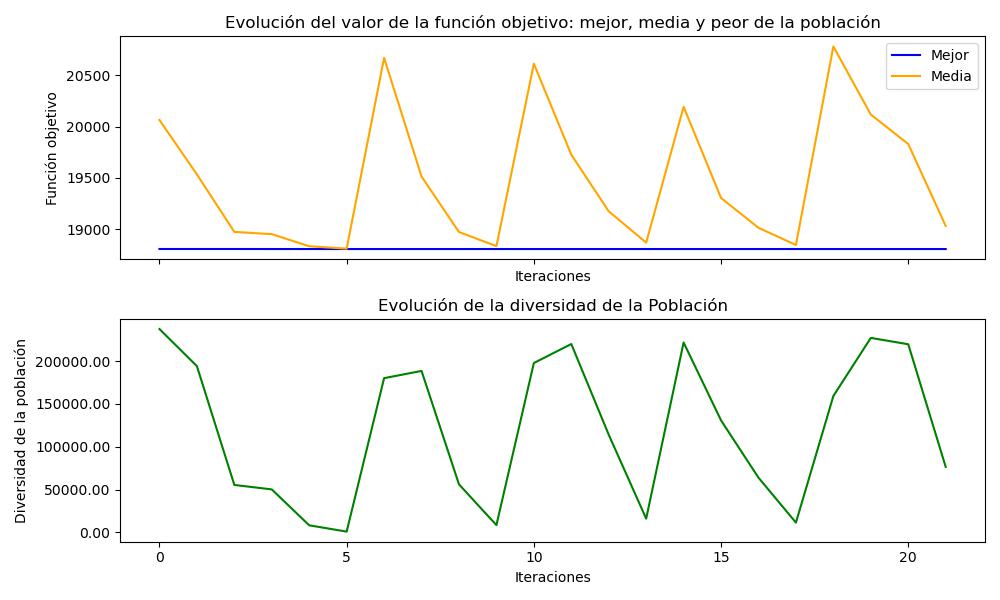 Evolución del valor de la función objetivo: mejor, media y peor de la población
Función objetivo
20500
20000
19500
19000
Mejor
Media
Iteraciones
Evolución de la diversidad de la Población
Diversidad de la población
200000.00
150000.00
100000.00
50000.00
0.00
0 5 10 15 20
Iteraciones